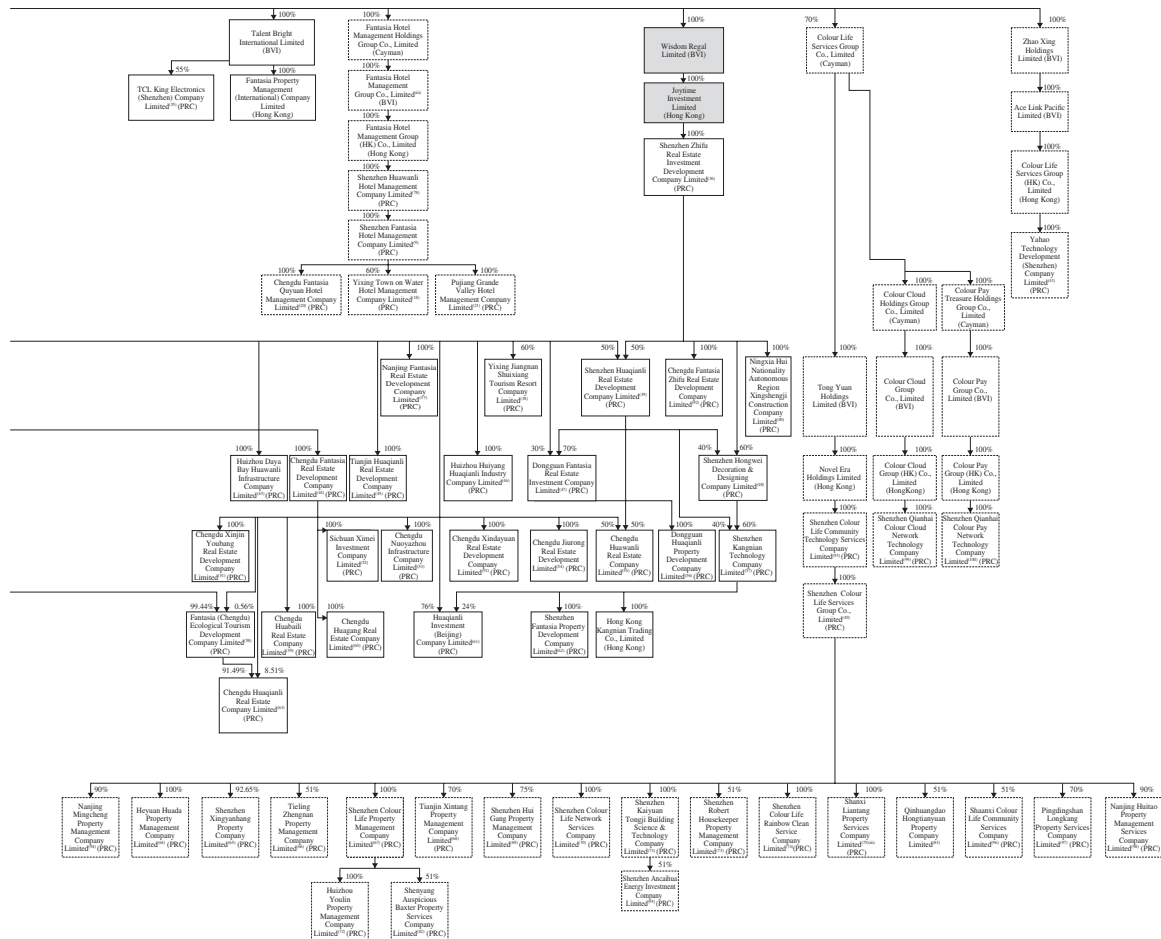 100%
100%
100%
70%
100%
Talent Bright
International Limited
(BVI)
Fantasia Hotel
Management Holdings
Group Co., Limited
(Cayman)
Wisdom Regal
Limited (BVI)
Colour Life
Services Group
Co., Limited
(Cayman)
Zhao Xing
Holdings
Limited (BVI)
55%
100%
100%
100%
100%
TCL King Electronics
(Shenzhen) Company
(PRC)
Fantasia Property
Management
(International) Company
Limited
(Hong Kong)
Fantasia Hotel
Management
Group Co., Limited
(BVI)
Joytime
Investment
Limited
(Hong Kong)
Ace Link Pacific
Limited (BVI)
100%
100%
100%
Fantasia Hotel
Management Group
(HK) Co., Limited
(Hong Kong)
Shenzhen Zhifu
Real Estate
Investment
Development
Company Limited
(PRC)
Colour Life
Services Group
(HK) Co.,
Limited
(Hong Kong)
100%
Shenzhen Huawanli
Hotel Management
Company Limited
(PRC)
100%
100%
Shenzhen Fantasia
Hotel Management
Company Limited
(PRC)
Yahao
Technology
Development
(Shenzhen)
Company
Limited
(PRC)
100%
60%
100%
Chengdu Fantasia
Quyuan Hotel
Management Company
Limited (PRC)
Yixing Town on Water
Hotel Management
Company Limited
(PRC)
Pujiang Grande
Valley Hotel
Management Company
Limited (PRC)
100%
100%
Colour Cloud
Holdings Group
Co., Limited
(Cayman)
Colour Pay
Treasure Holdings
Group Co.,
Limited
(Cayman)
100%
60%
50%
50%
100%
100%
100%
100%
100%
Nanjing Fantasia
Real Estate
Development
Company
Limited
(PRC)
Yixing Jiangnan
Shuixiang
Tourism Resort
Company
Limited
(PRC)
Shenzhen Huaqianli
Real Estate
Development
Company Limited
(PRC)
Chengdu Fantasia
Zhifu Real Estate
Development
Company
Limited
(PRC)
Ningxia Hui
Nationality
Autonomous
Region
Xingshengji
Construction
Company
Limited
(PRC)
Tong Yuan
Holdings
Limited (BVI)
Colour Cloud
Group
Co., Limited
(BVI)
Colour Pay
Group Co.,
Limited (BVI)
100%
100%
100%
100%
30%
70%
40%
60%
100%
100%
100%
Huizhou Daya
Bay Huawanli
Infrastructure
Company
Limited (PRC)
Chengdu Fantasia
Real Estate
Development
Company
Limited (PRC)
Tianjin Huaqianli
Real Estate
Development
Company
Limited (PRC)
Huizhou Huiyang
Huaqianli Industry
Company Limited
(PRC)
Dongguan Fantasia
Real Estate
Investment Company
Limited (PRC)
Shenzhen Hongwei
Decoration &
Designing
Company Limited
(PRC)
Novel Era
Holdings Limited
(Hong Kong)
Colour Cloud
Group (HK) Co.,
Limited
(HongKong)
Colour Pay
Group (HK) Co.,
Limited
(Hong Kong)
100%
100%
100%
100%
100%
50%
50%
100%
40%
60%
100%
100%
100%
Chengdu Xinjin
Youbang
Real Estate
Development
Company
Limited
(PRC)
Sichuan Ximei
Investment
Company
Limited
(PRC)
Chengdu
Nuoyazhou
Infrastructure
Company
Limited
(PRC)
Chengdu Xindayuan
Real Estate
Development
Company
Limited (PRC)
Chengdu Jiurong
Real Estate
Development
Limited
(PRC)
Chengdu
Huawanli
Real Estate
Company
Limited
(PRC)
Dongguan
Huaqianli
Property
Development
Company
Limited (PRC)
Shenzhen
Kangnian
Technology
Company
Limited
(PRC)
Shenzhen Colour
Life Community
Technology Services
Company
Limited (PRC)
Shenzhen Qianhai
Colour Cloud
Network
Technology
Company
Limited (PRC)
Shenzhen Qianhai
Colour Pay
Network
Technology
Company
Limited (PRC)
100%
Shenzhen Colour
Life Services
Group Co.,
Limited
(PRC)
99.44%
0.56%
100%
100%
76%
24%
100%
100%
Fantasia (Chengdu)
Ecological Tourism
Development
Company Limited
(PRC)
Chengdu
Huabaili
Real Estate
Company
Limited (PRC)
Chengdu
Huagang Real
Estate Company
Limited (PRC)
Huaqianli
Investment
(Beijing)
Company Limited
(PRC)
Shenzhen
Fantasia Property
Development
Company
Limited (PRC)
Hong Kong
Kangnian Trading
Co., Limited
(Hong Kong)
91.49%
8.51%
Chengdu Huaqianli
Real Estate
Company Limited
(PRC)
90%
100%
92.65%
51%
100%
70%
75%
100%
100%
51%
100%
100%
51%
51%
70%
90%
Nanjing
Mingcheng
Property
Management
Company
Limited (PRC)
Heyuan Huada
Property
Management
Company
Limited (PRC)
Shenzhen
Xingyanhang
Property
Company
Limited (PRC)
Tieling
Zhengnan
Property
Management
Company
Limited (PRC)
Shenzhen Colour
Life Property
Management
Company
Limited (PRC)
Tianjin Xintang
Property
Management
Company
Limited
(PRC)
Shenzhen Hui
Gang Property
Management
Company
Limited (PRC)
Shenzhen Colour
Life Network
Services
Company
Limited (PRC)
Shenzhen
Kaiyuan
Tongji Building
Science &
Technology
Company
Limited (PRC)
Shenzhen
Robert
Housekeeper
Property
Management
Company
Limited (PRC)
Shenzhen
Colour Life
Rainbow Clean
Service
Company
Limited (PRC)
Shanxi
Liantang
Property
Services
Company
Limited
(PRC)
Qinhuangdao
Hongtianyuan
Property
Company
Limited
Shaanxi Colour
Life Community
Services
Company
Limited (PRC)
Pingdingshan
Longkang
Property Services
Company
Limited (PRC)
Nanjing Huitao
Property
Management
Services
Company
Limited (PRC)
100%
51%
51%
Huizhou
Youlin
Property
Management
Company
Limited (PRC)
Shenyang
Auspicious
Baxter Property
Services
Company
Limited (PRC)
Shenzhen Ancaihua
Energy Investment
Company
Limited (PRC)